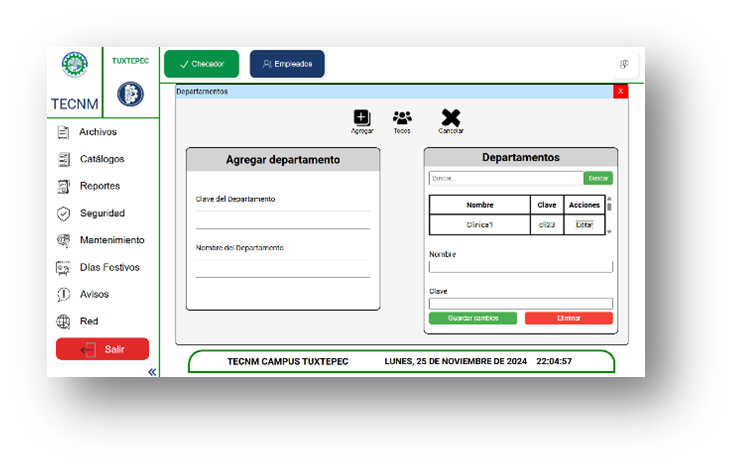 TUXTEPEC
TECNM
Checador
Empleados
Archivos
Catálogos
Reportes
Seguridad
Mantenimiento
Días Festivos
Avisos
Red
Salir
Departamentos
X
Agregar
Todos
Cancelar
Agregar departamento
Clave del Departamento
Nombre del Departamento
Departamentos
Buscar...
Buscar
Nombre Clave Acciones
Clinica1 cli23 Editar
Nombre
Clave
Guardar cambios
Eliminar
TECNM CAMPUS TUXTEPEC LUNES, 25 DE NOVIEMBRE DE 2024 22:04:57